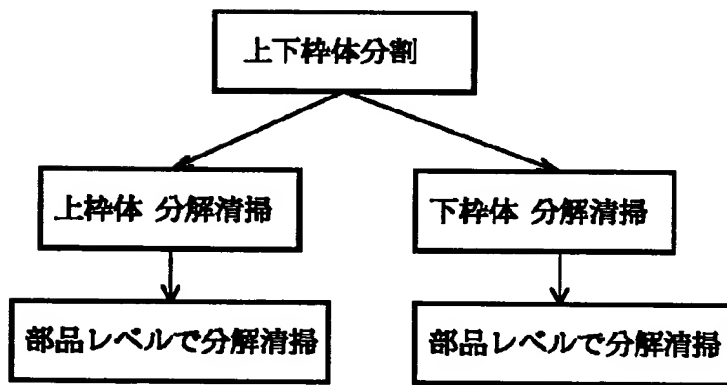 上下枠体分割
上枠体 分解清掃
下枠体 分解清掃
部品レベルで分解清掃
部品レベルで分解清掃